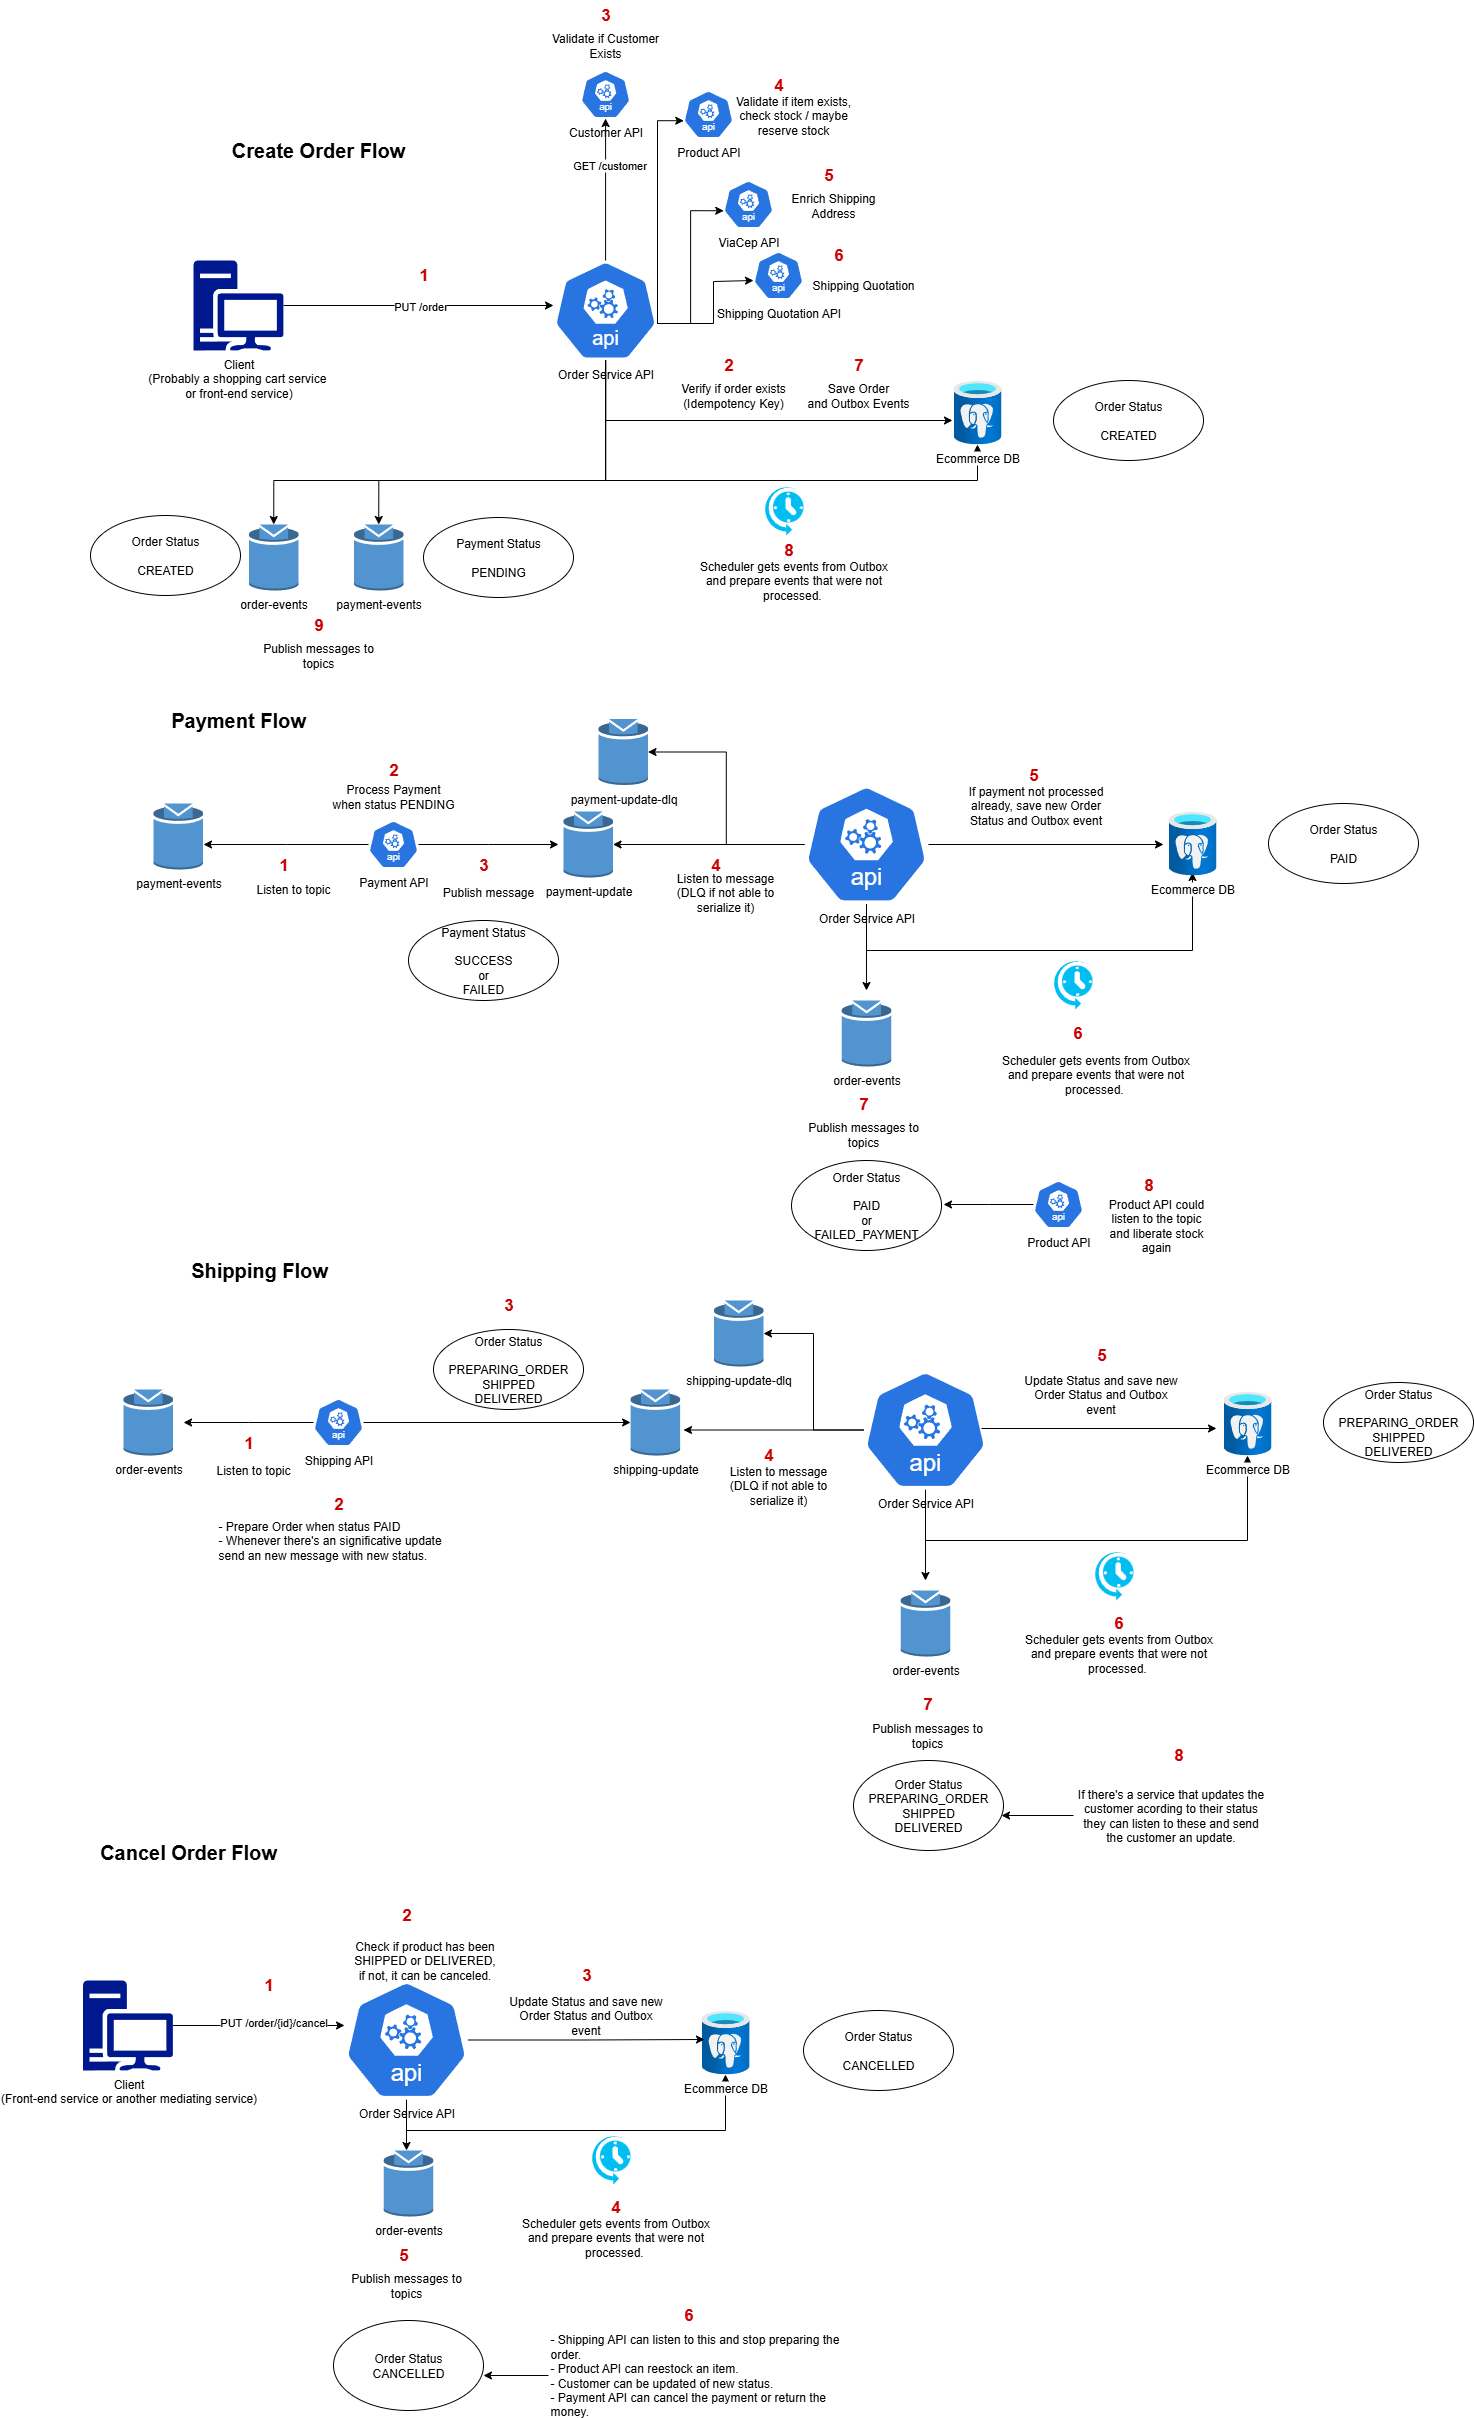 3
Validate if Customer
Exists
api
Customer API
GET /customer
4
Validate if item exists,
check stock / maybe
reserve stock
api
Product API
Create Order Flow
5
Enrich Shipping
Address
api
ViaCep API
6
Shipping Quotation
api
Shipping Quotation API
1
PUT /order
Client
(Probably a shopping cart service
or front-end service)
api
Order Service API
2
Verify if order exists
(Idempotency Key)
7
Save Order
and Outbox Events
Ecommerce DB
Order Status
CREATED
Order Status
CREATED
order-events
payment-events
Payment Status
PENDING
9
Publish messages to
topics
8
Scheduler gets events from Outbox
and prepare events that were not
processed.
Payment Flow
payment-update-dlq
2
Process Payment
when status PENDING
payment-events
1
Listen to topic
api
Payment API
3
Publish message
payment-update
Payment Status
SUCCESS
or
FAILED
4
Listen to message
(DLQ if not able to
serialize it)
api
Order Service API
5
If payment not processed
already, save new Order
Status and Outbox event
Ecommerce DB
Order Status
PAID
6
Scheduler gets events from Outbox
and prepare events that were not
processed.
order-events
7
Publish messages to
topics
Order Status
PAID
or
FAILED_PAYMENT
api
Product API
8
Product API could
listen to the topic
and liberate stock
again
Shipping Flow
3
Order Status
PREPARING_ORDER
SHIPPED
DELIVERED
shipping-update-dlq
order-events
1
Listen to topic
api
Shipping API
2
- Prepare Order when status PAID
- Whenever there's an significative update
send an new message with new status.
shipping-update
4
Listen to message
(DLQ if not able to
serialize it)
api
Order Service API
5
Update Status and save new
Order Status and Outbox
event
Ecommerce DB
Order Status
PREPARING_ORDER
SHIPPED
DELIVERED
6
Scheduler gets events from Outbox
and prepare events that were not
processed.
order-events
7
Publish messages to
topics
Order Status
PREPARING_ORDER
SHIPPED
DELIVERED
8
If there's a service that updates the
customer acording to their status
they can listen to these and send
the customer an update.
Cancel Order Flow
2
Check if product has been
SHIPPED or DELIVERED,
if not, it can be canceled.
1
PUT /order/{id}/cancel
Client
(Front-end service or another mediating service)
api
Order Service API
3
Update Status and save new
Order Status and Outbox
event
Ecommerce DB
Order Status
CANCELLED
4
Scheduler gets events from Outbox
and prepare events that were not
processed.
order-events
5
Publish messages to
topics
Order Status
CANCELLED
6
- Shipping API can listen to this and stop preparing the
order.
- Product API can reestock an item.
- Customer can be updated of new status.
- Payment API can cancel the payment or return the
money.